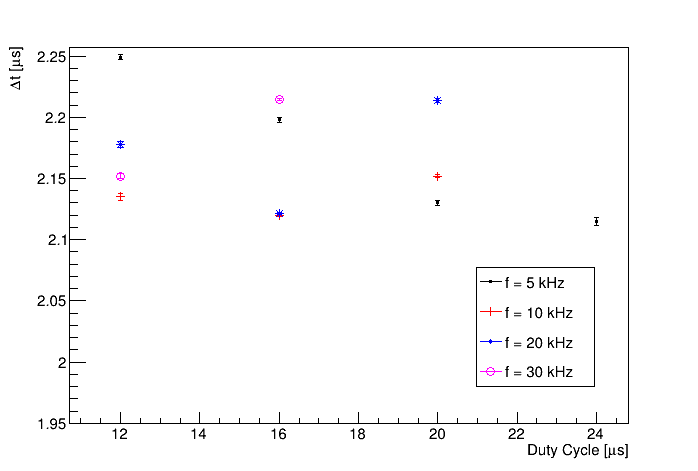 Δt [μs]
2.25
2.2
2.15
2.1
2.05
2
1.95
f = 5 kHz
f = 10 kHz
f = 20 kHz
f = 30 kHz
12 14 16 18 20 22 24
Duty Cycle [μs]